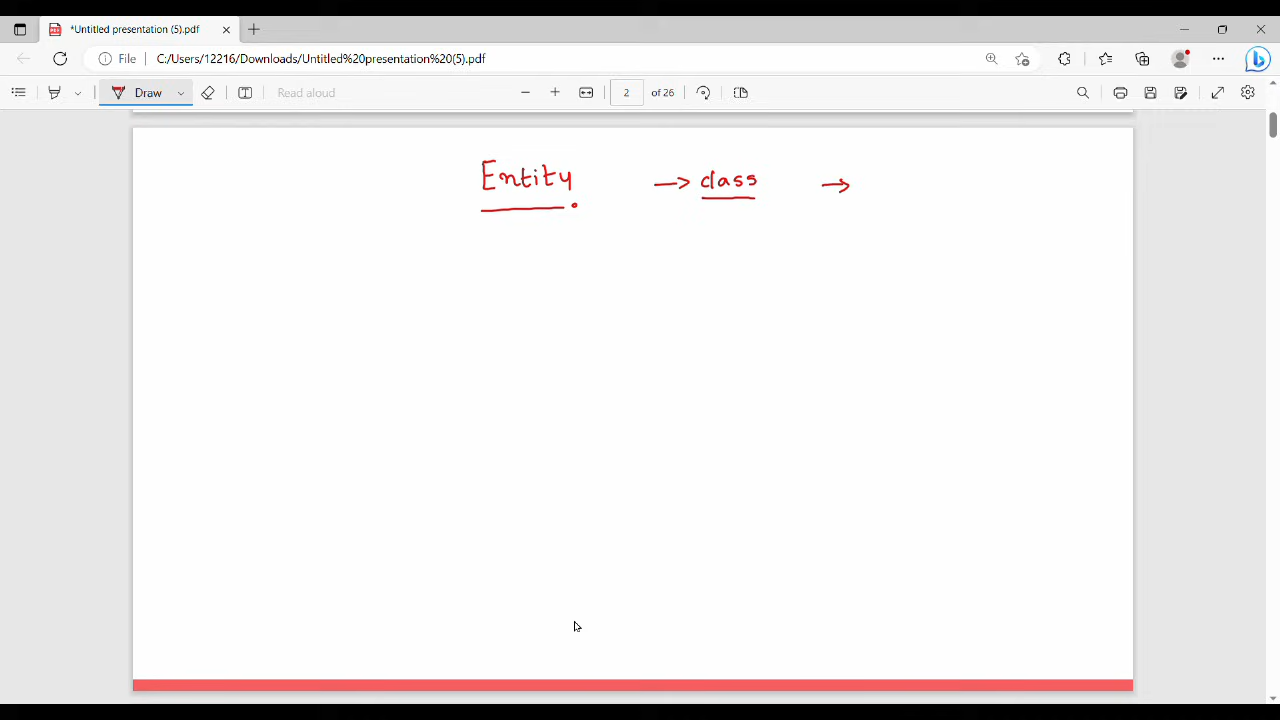 *Untitled presentation (5).pdf
File C:/Users/12216/Downloads/Untitled%20presentation%20(5).pdf
Draw Read aloud 2 of 26
Entity. → class →